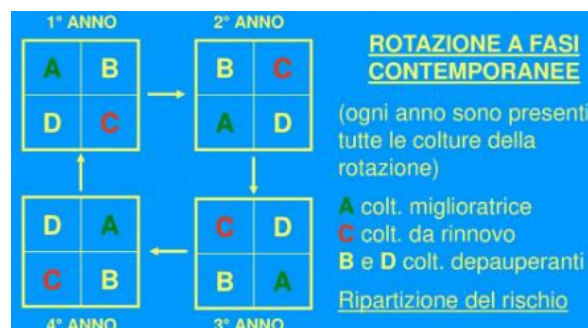 1° ANNO
2° ANNO
A B
D C
B C
A D
D A
C B
C D
B A
4° ANNO
3° ANNO
ROTAZIONE A FASI
CONTEMPORANEE
(ogni anno sono presenti
tutte le colture della
rotazione)
A colt. miglioratrice
C colt. da rinnovo
B e D colt. depauperanti
Ripartizione del rischio